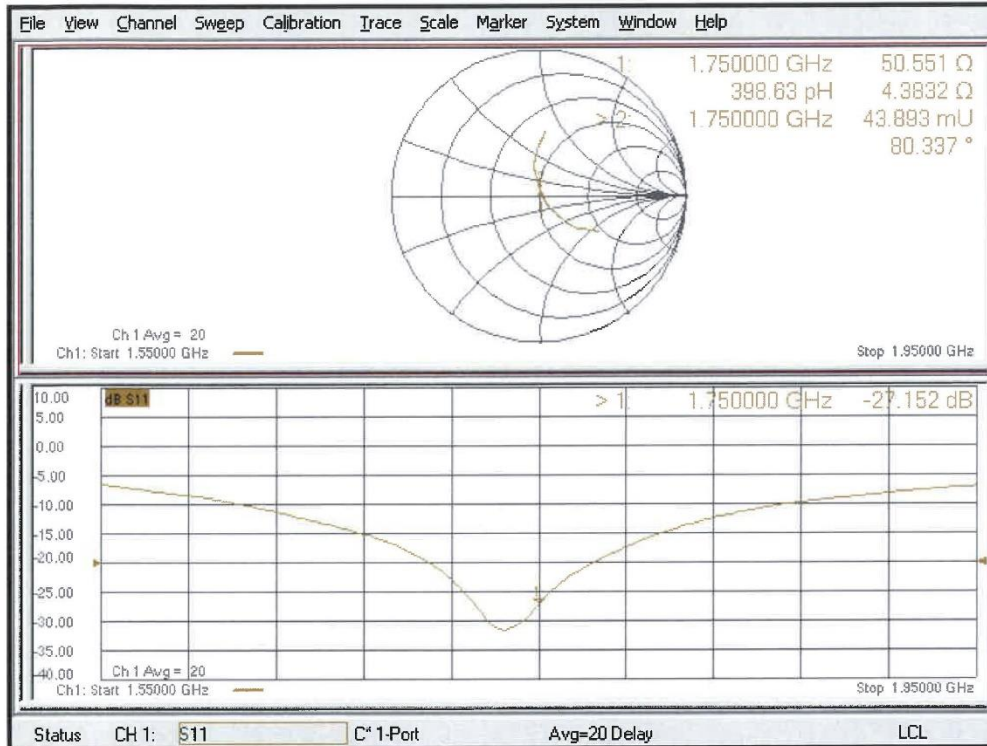 File View Channel Sweep Calibration Trace Scale Marker System Window Help
1: 1.750000 GHz 50.551 Ω
398.63 pH 4.3832 Ω
> 2: 1.750000 GHz 43.893 mU
80.337 °
Ch 1 Avg = 20
Ch1: Start 1.55000 GHz Stop 1.95000 GHz
10.00 dB S11 > 1: 1.750000 GHz -27.152 dB
5.00
0.00
-5.00
-10.00
-15.00
-20.00
-25.00
1
-30.00
-35.00
-40.00 Ch 1 Avg = 20
Ch1: Start 1.55000 GHz Stop 1.95000 GHz
Status CH 1: S11 C* 1-Port Avg=20 Delay LCL